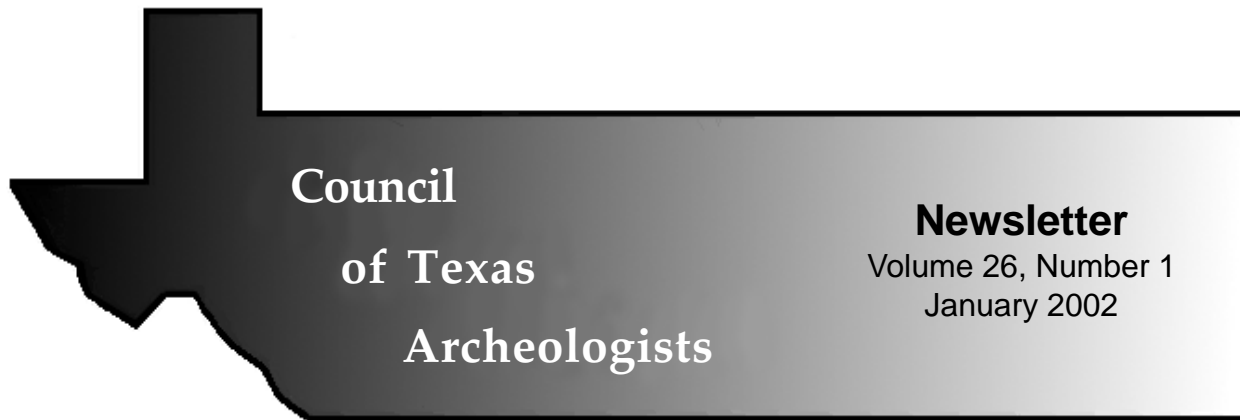 Council
of Texas
Archeologists
Newsletter
Volume 26, Number 1
January 2002